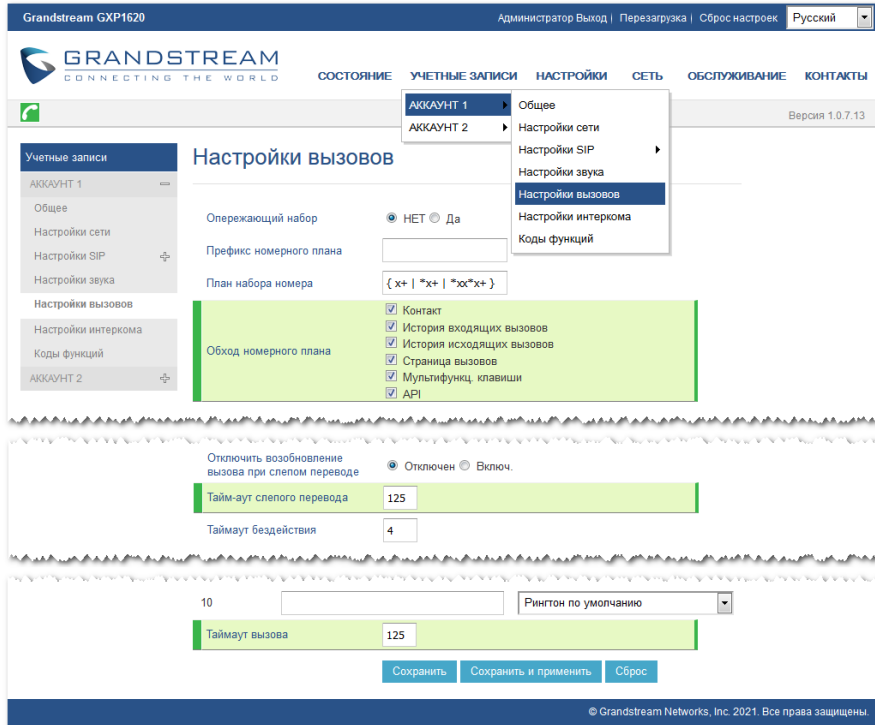 Grandstream GXP1620
Администратор Выход | Перезагрузка | Сброс настроек Русский
GRANDSTREAM
CONNECTING THE WORLD
СОСТОЯНИЕ УЧЕТНЫЕ ЗАПИСИ НАСТРОЙКИ СЕТЬ ОБСЛУЖИВАНИЕ КОНТАКТЫ
АККАУНТ 1
АККАУНТ 2
Общее
Настройки сети
Настройки SIP
Настройки звука
Настройки вызовов
Настройки интеркома
Коды функций
Версия 1.0.7.13
Учетные записи
АККАУНТ 1
Общее
Настройки сети
Настройки SIP
Настройки звука
Настройки вызовов
Настройки интеркома
Коды функций
АККАУНТ 2
Настройки вызовов
Опережающий набор НЕТ Да
Префикс номерного плана
План набора номера { x+ | *x+ | *xx*x+ }
Обход номерного плана
Контакт
История входящих вызовов
История исходящих вызовов
Страница вызовов
Мультифункц. клавиши
API
Отключить возобновление
вызова при слепом переводе Отключен Включ.
Тайм-аут слепого перевода 125
Таймаут бездействия 4
10 Рингтон по умолчанию
Таймаут вызова 125
Сохранить Сохранить и применить Сброс
© Grandstream Networks, Inc. 2021. Все права защищены.